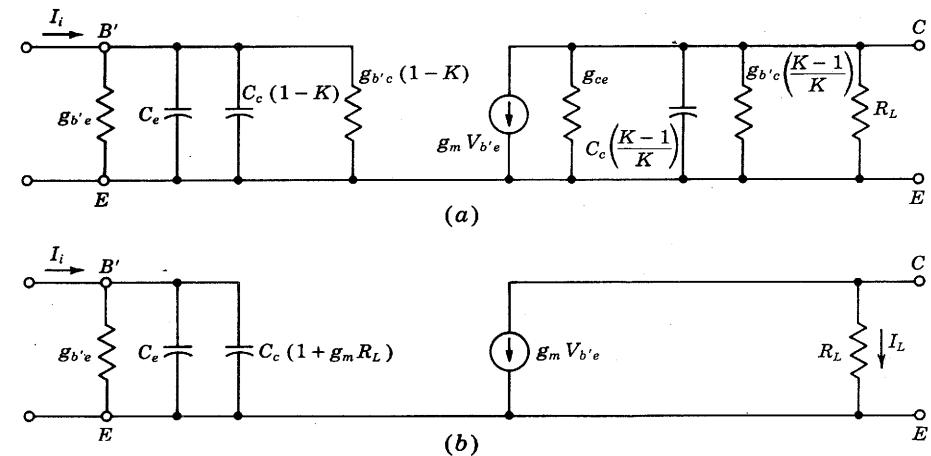 I_i
B'
C
g_b'e
C_e
C_c (1 − K)
g_b'c (1 − K)
g_m V_b'e
g_ce
C_c ((K − 1)/K)
g_b'c ((K − 1)/K)
R_L
E
E
(a)
I_i
B'
C
g_b'e
C_e
C_c (1 + g_m R_L)
g_m V_b'e
R_L
I_L
E
E
(b)